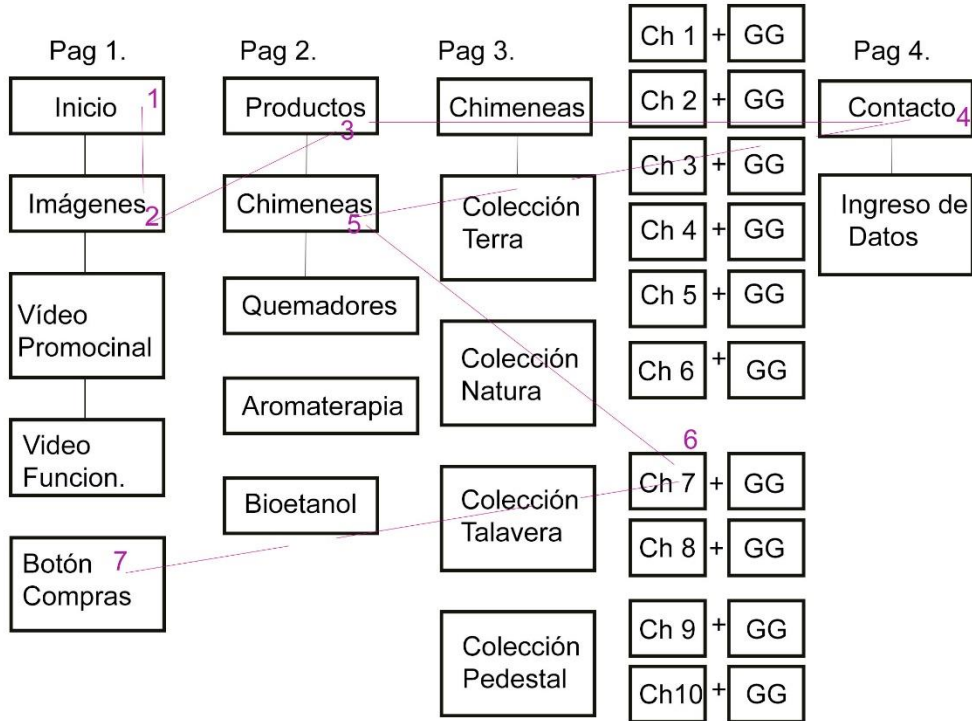 Pag 1.
Inicio 1
Imágenes 2
Vídeo
Promocinal
Video
Funcion.
Botón 7
Compras
Pag 2.
Productos
3
Chimeneas
5
Quemadores
Aromaterapia
Bioetanol
Pag 3.
Chimeneas
Colección
Terra
Colección
Natura
Colección
Talavera
Colección
Pedestal
Ch 1 + GG
Ch 2 + GG
Ch 3 + GG
Ch 4 + GG
Ch 5 + GG
Ch 6 + GG
6
Ch 7 + GG
Ch 8 + GG
Ch 9 + GG
Ch10 + GG
Pag 4.
Contacto 4
Ingreso de
Datos